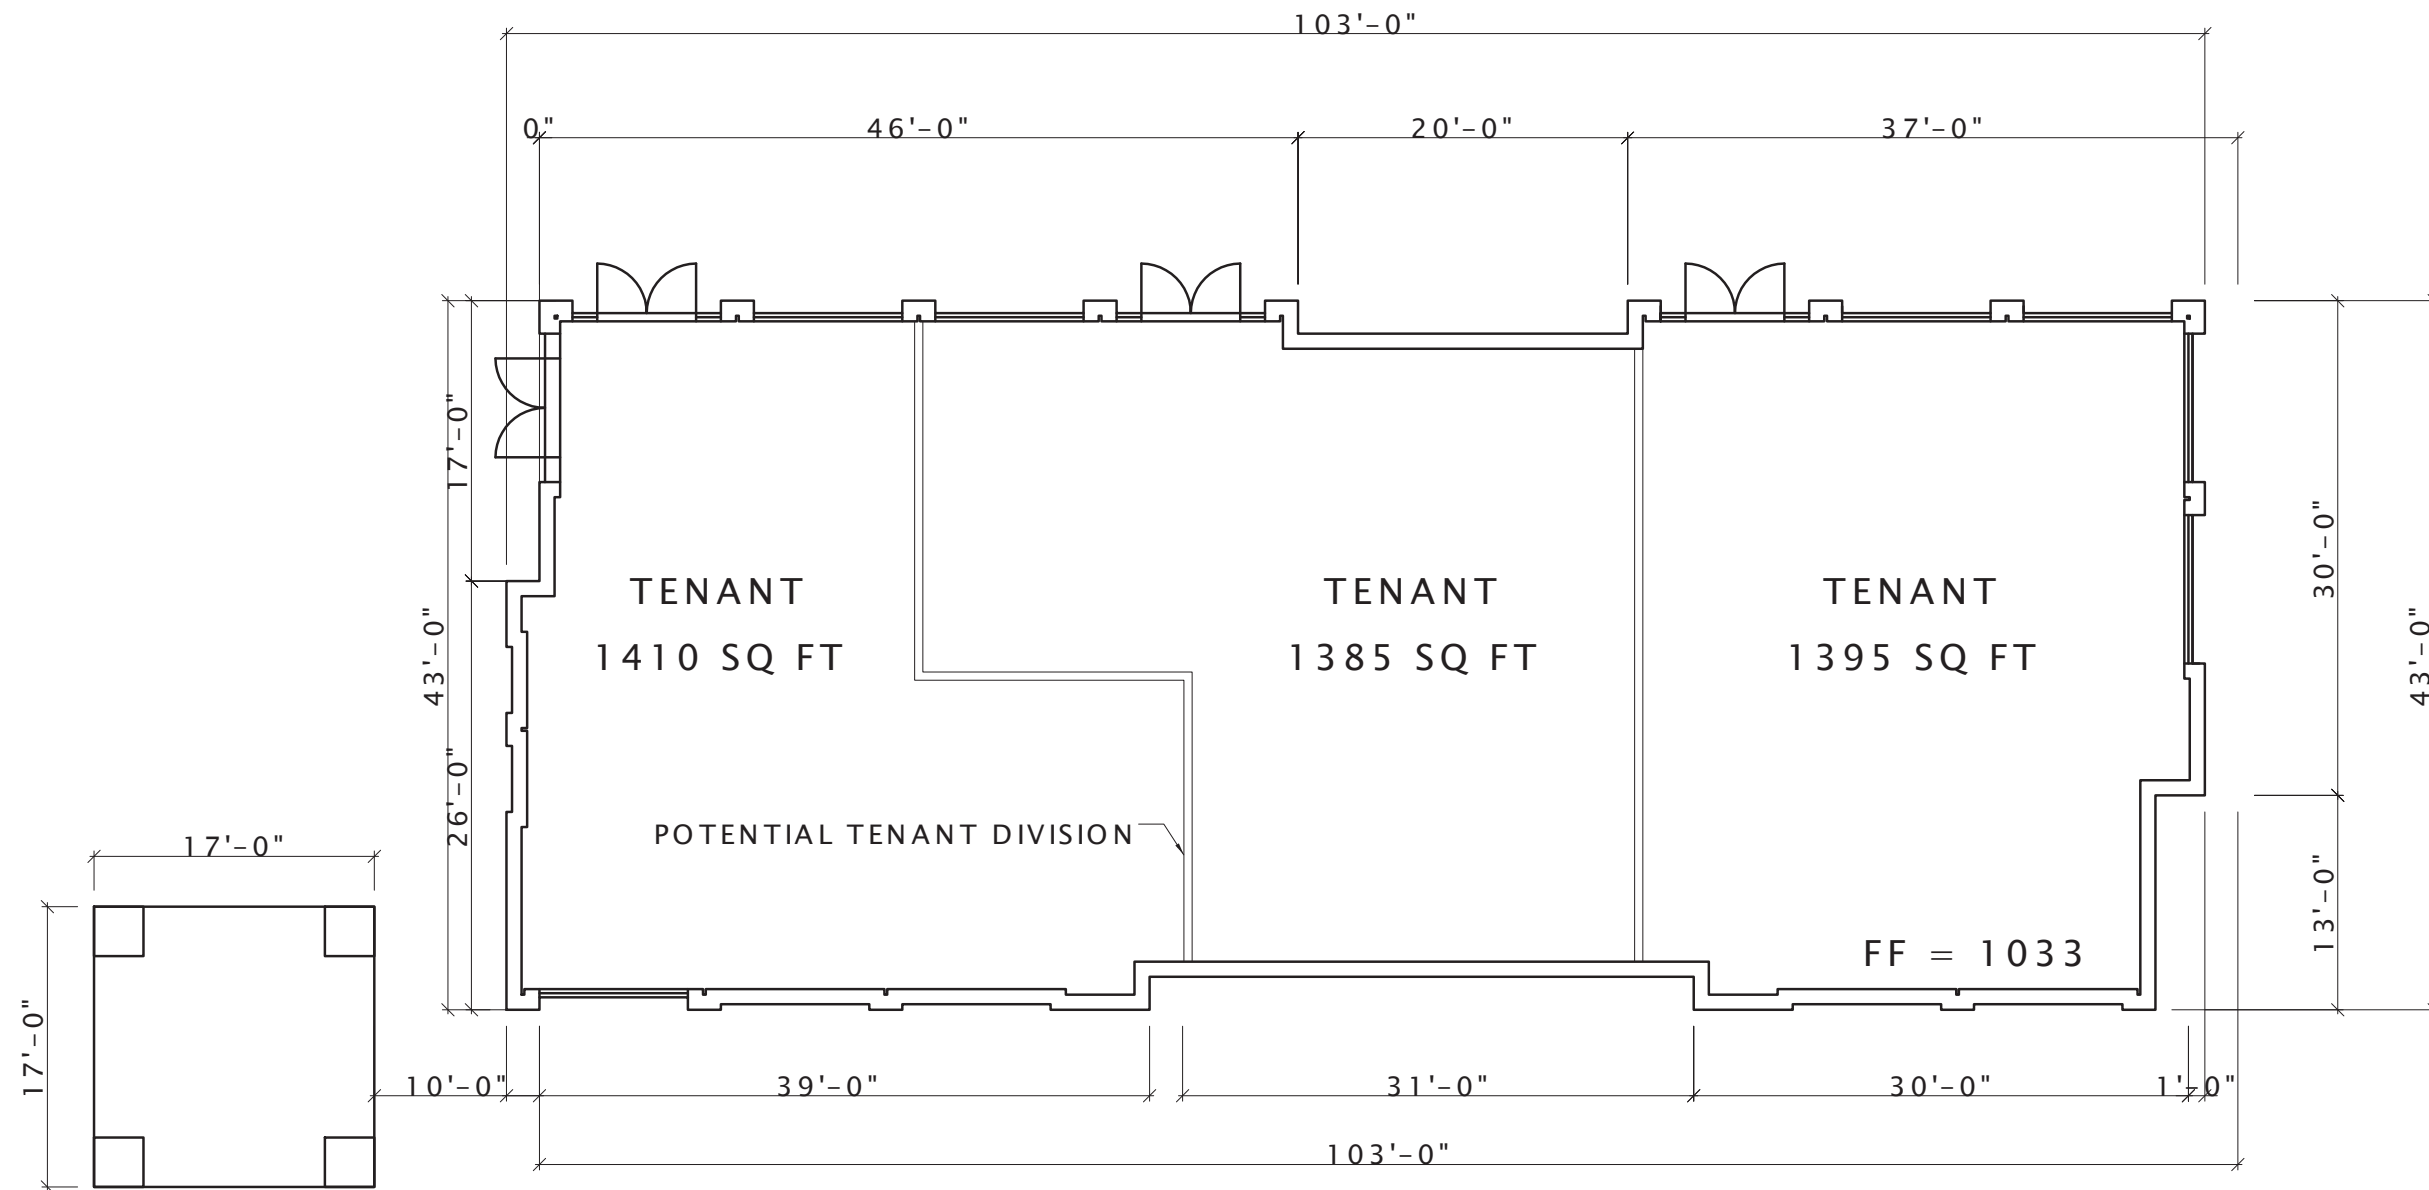 103'-0"
0" 46'-0" 20'-0" 37'-0"
17'-0"
30'-0"
TENANT TENANT TENANT
43'-0" 1410 SQ FT 1385 SQ FT 1395 SQ FT 43'-0"
26'-0"
POTENTIAL TENANT DIVISION
17'-0"
13'-0"
FF = 1033
17'-0"
10'-0" 39'-0" 31'-0" 30'-0" 1'-0"
103'-0"